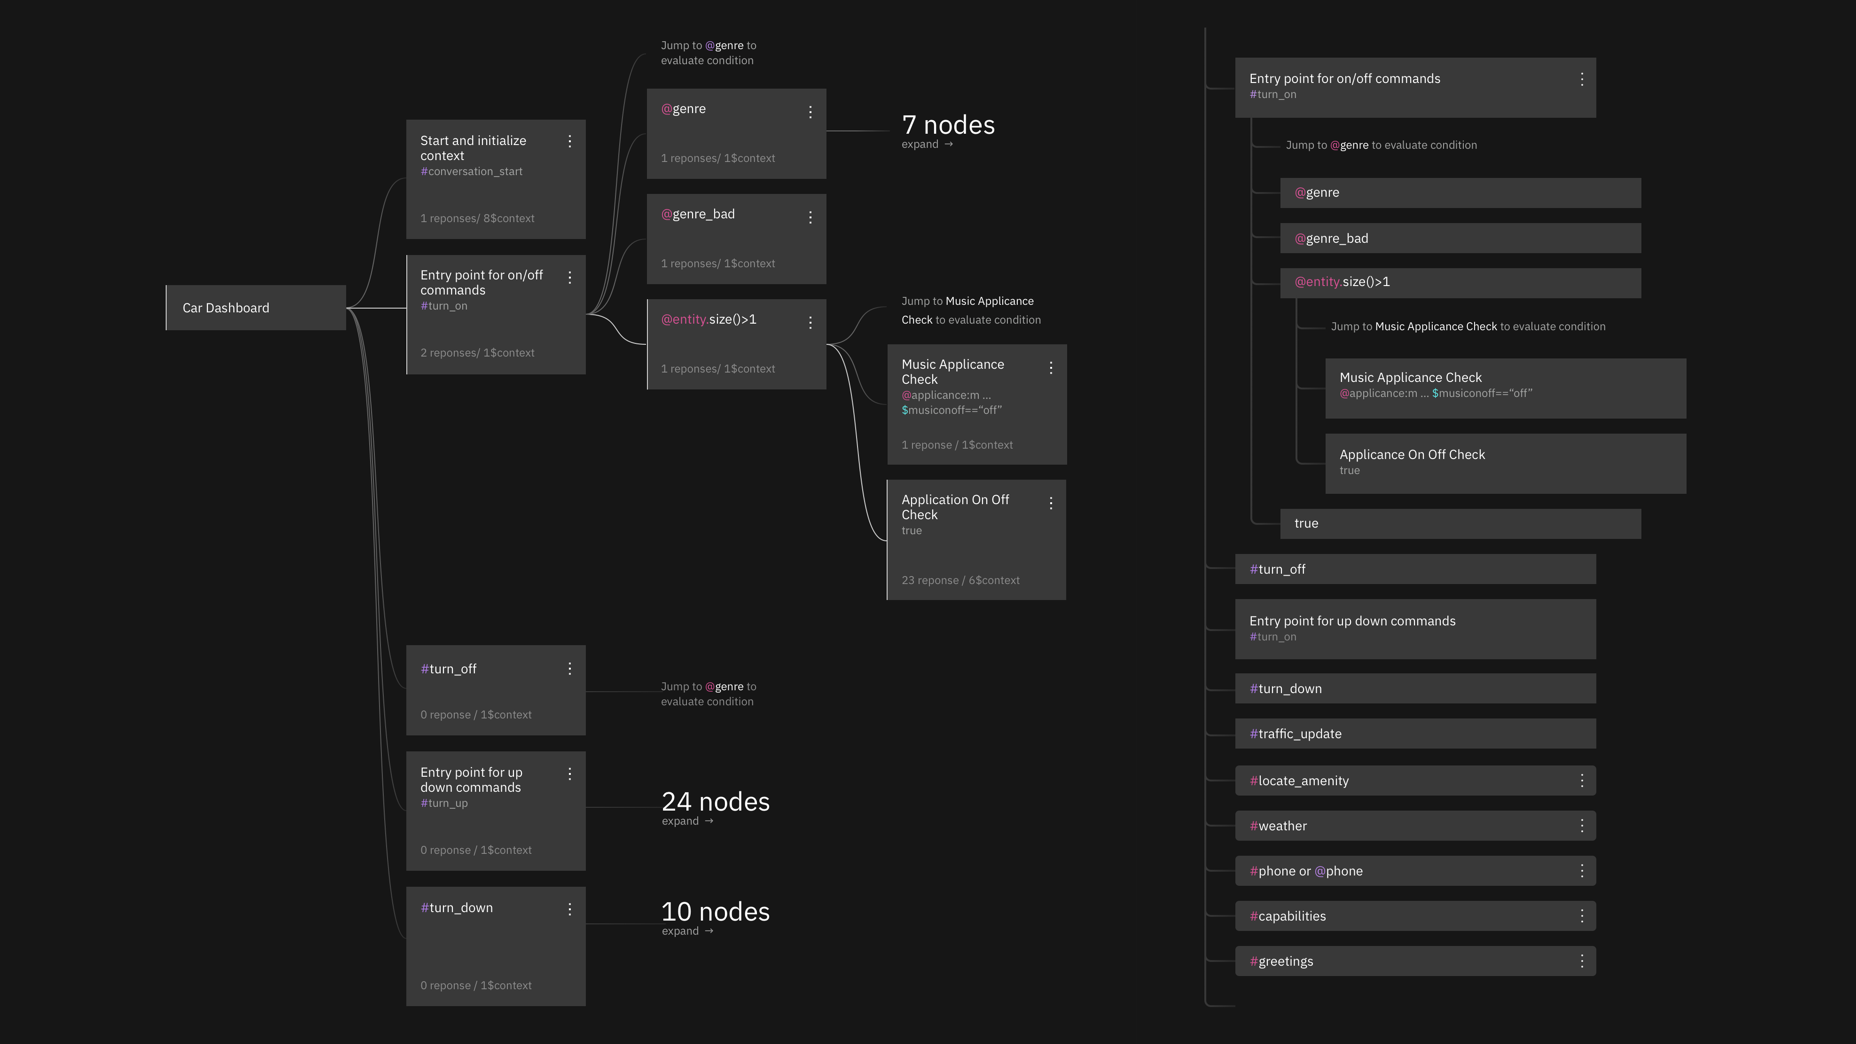 Car Dashboard
Start and initialize
context
#conversation_start
1 reponses/ 8$context
Entry point for on/off
commands
#turn_on
2 reponses/ 1$context
#turn_off
0 reponse / 1$context
Entry point for up
down commands
#turn_up
0 reponse / 1$context
#turn_down
0 reponse / 1$context
Jump to @genre to
evaluate condition
@genre
1 reponses/ 1$context
@genre_bad
1 reponses/ 1$context
@entity.size()>1
1 reponses/ 1$context
Jump to @genre to
evaluate condition
24 nodes
expand →
10 nodes
expand →
7 nodes
expand →
Jump to Music Applicance
Check to evaluate condition
Music Applicance
Check
@applicance:m ...
$musiconoff==“off”
1 reponse / 1$context
Application On Off
Check
true
23 reponse / 6$context
Entry point for on/off commands
#turn_on
Jump to @genre to evaluate condition
@genre
@genre_bad
@entity.size()>1
Jump to Music Applicance Check to evaluate condition
Music Applicance Check
@applicance:m ... $musiconoff==“off”
Applicance On Off Check
true
true
#turn_off
Entry point for up down commands
#turn_on
#turn_down
#traffic_update
#locate_amenity
#weather
#phone or @phone
#capabilities
#greetings